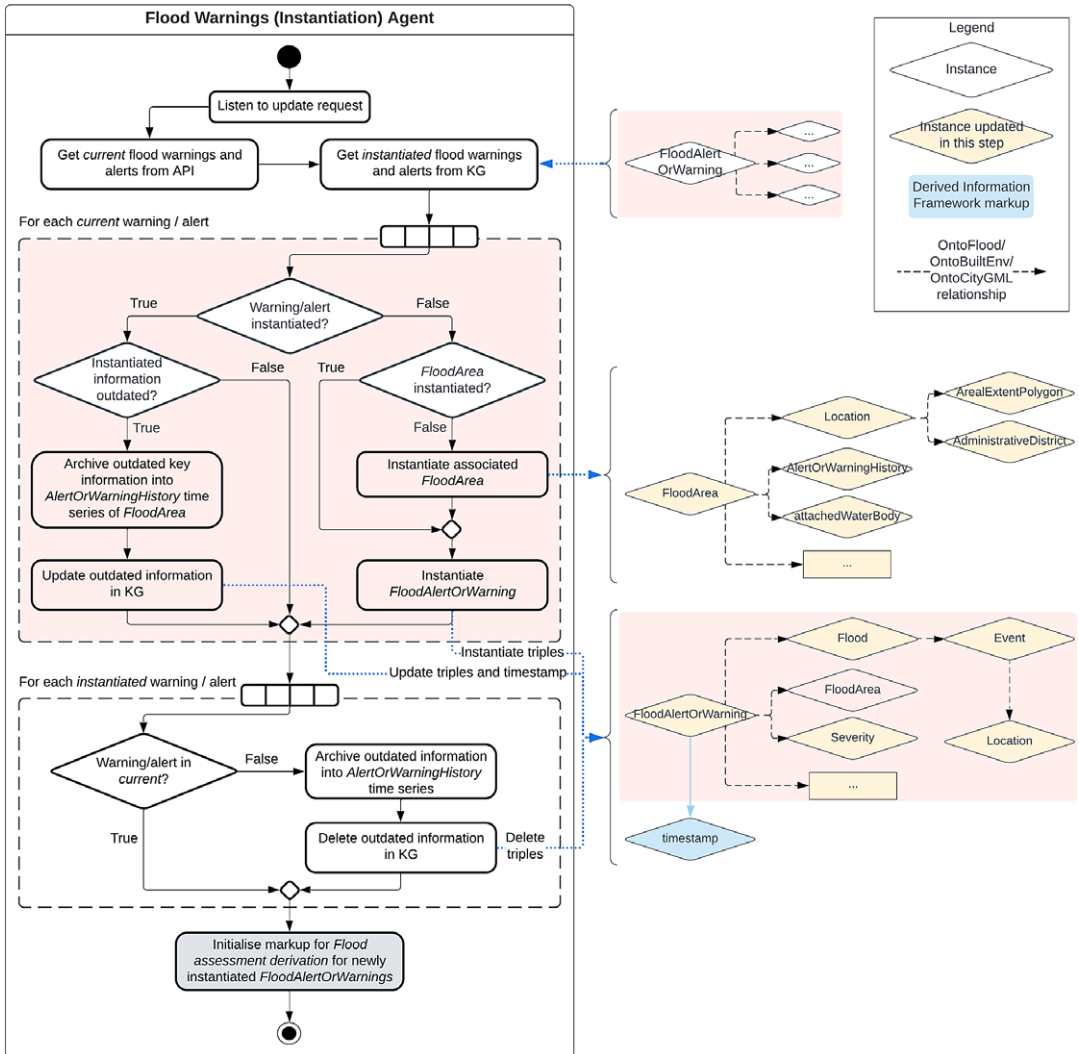 Flood Warnings (Instantiation) Agent
Listen to update request
Get current flood warnings and
alerts from API
Get instantiated flood warnings
and alerts from KG
For each current warning / alert
Warning/alert
instantiated?
True
False
Instantiated
information
outdated?
False
True
FloodArea
instantiated?
True
False
Archive outdated key
information into
AlertOrWarningHistory time
series of FloodArea
Instantiate associated
FloodArea
Update outdated information
in KG
Instantiate
FloodAlertOrWarning
Instantiate triples
Update triples and timestamp
For each instantiated warning / alert
Warning/alert in
current?
False
True
Archive outdated information
into AlertOrWarningHistory
time series
Delete outdated information
in KG
Delete
triples
Initialise markup for Flood
assessment derivation for newly
instantiated FloodAlertOrWarnings
FloodAlert
OrWarning
...
...
...
Legend
Instance
Instance updated
in this step
Derived Information
Framework markup
OntoFlood/
OntoBuiltEnv/
OntoCityGML
relationship
FloodArea
Location
ArealExtentPolygon
AdministrativeDistrict
AlertOrWarningHistory
attachedWaterBody
...
FloodAlertOrWarning
Flood
Event
FloodArea
Severity
Location
...
timestamp